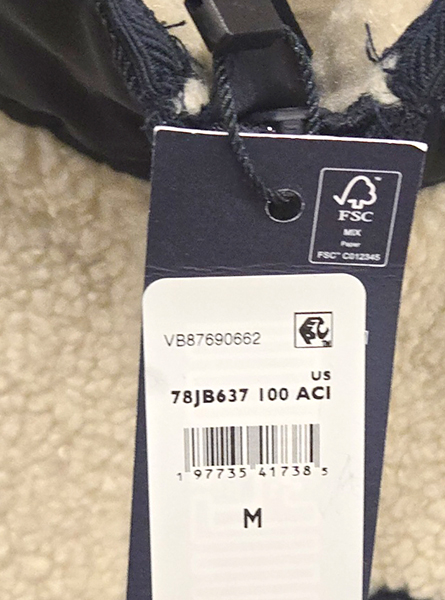 FSC
MIX
Paper
FSC™ C012345
VB87690662
US
78JB637 100 ACI
1 97735 41738 5
M